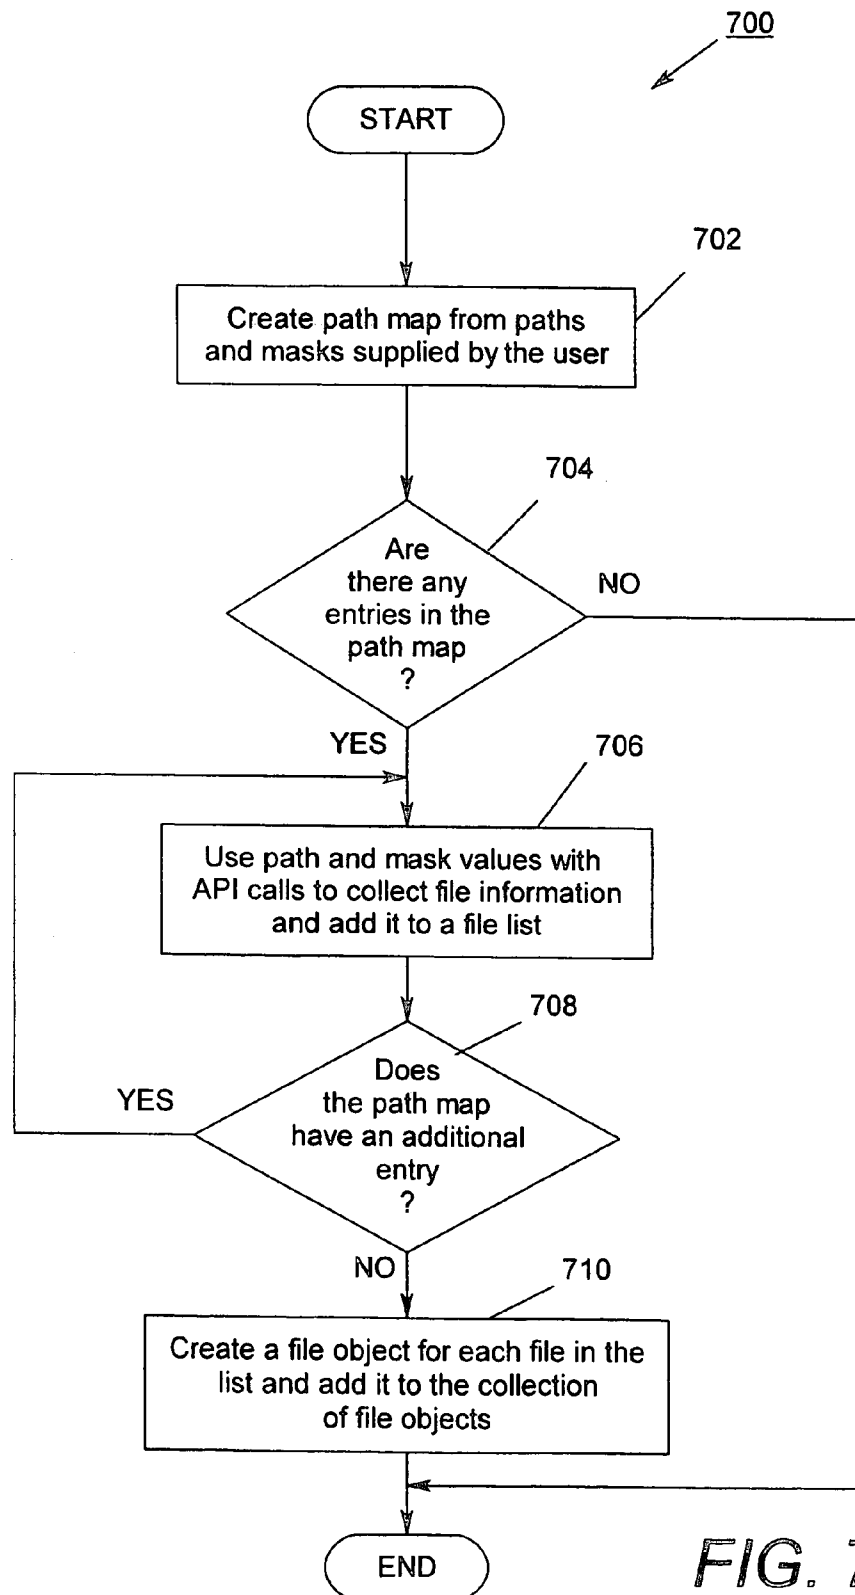 700
START
702
Create path map from paths
and masks supplied by the user
704
Are
there any
entries in the
path map
?
NO
YES
706
Use path and mask values with
API calls to collect file information
and add it to a file list
708
Does
the path map
have an additional
entry
?
YES
NO
710
Create a file object for each file in the
list and add it to the collection
of file objects
END
FIG. 7